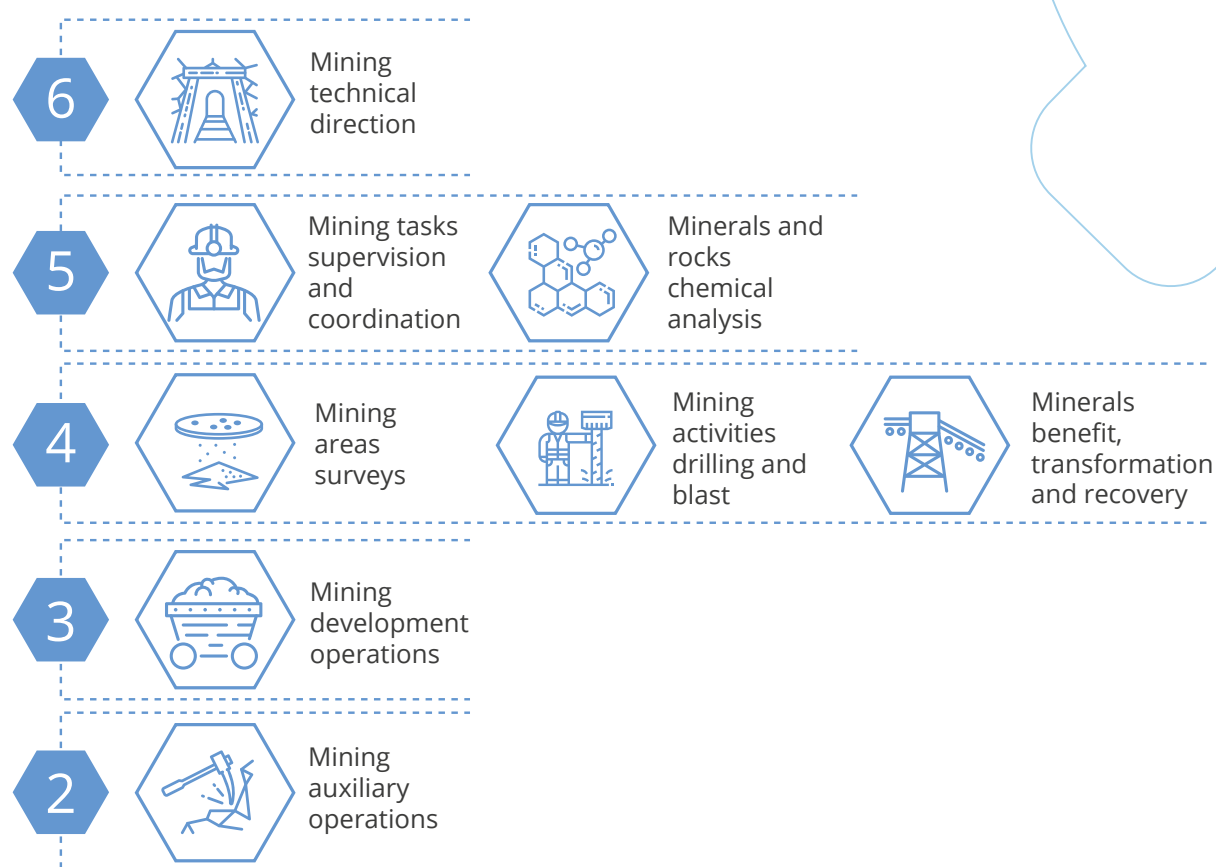 6
Mining
technical
direction
5
Mining tasks
supervision
and
coordination
Minerals and
rocks
chemical
analysis
4
Mining
areas
surveys
Mining
activities
drilling and
blast
Minerals
benefit,
transformation
and recovery
3
Mining
development
operations
2
Mining
auxiliary
operations